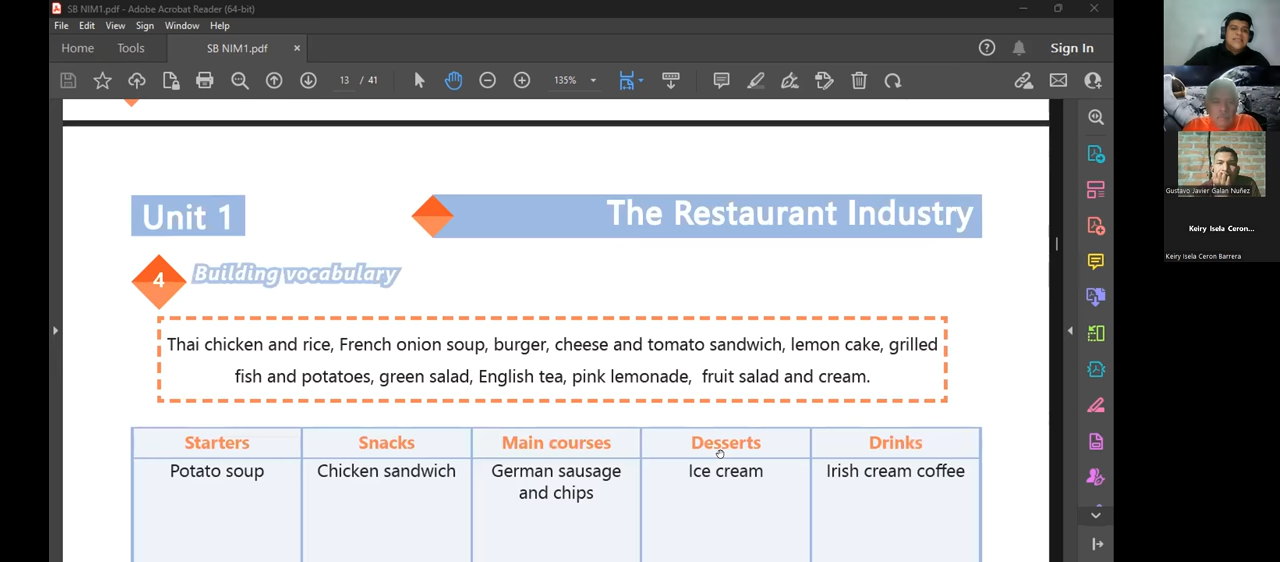 SB NIM1.pdf - Adobe Acrobat Reader (64-bit)
File Edit View Sign Window Help
Home Tools SB NIM1.pdf × Sign In
13 / 41 135%
Unit 1 The Restaurant Industry
4 Building vocabulary
Thai chicken and rice, French onion soup, burger, cheese and tomato sandwich, lemon cake, grilled
fish and potatoes, green salad, English tea, pink lemonade, fruit salad and cream.
Starters Snacks Main courses Desserts Drinks
Potato soup Chicken sandwich German sausage Ice cream Irish cream coffee
and chips
Gustavo Javier Galan Nuñez
Keiry Isela Ceron...
Keiry Isela Ceron Barrera